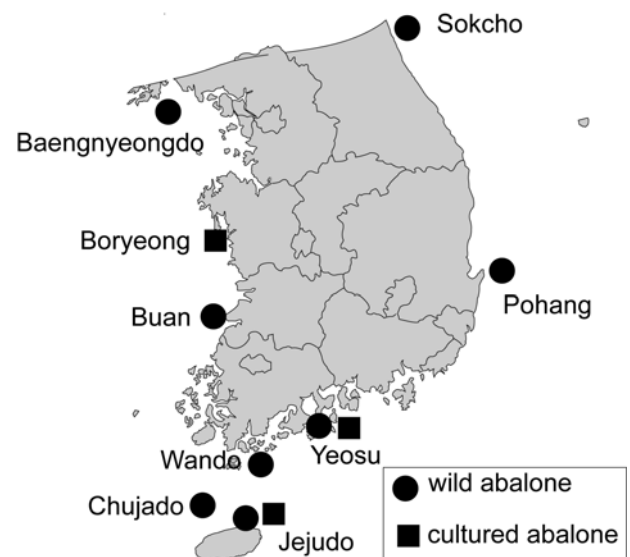 Sokcho
Baengnyeongdo
Boryeong
Pohang
Buan
Yeosu
Wando
Chujado
Jejudo
wild abalone
cultured abalone